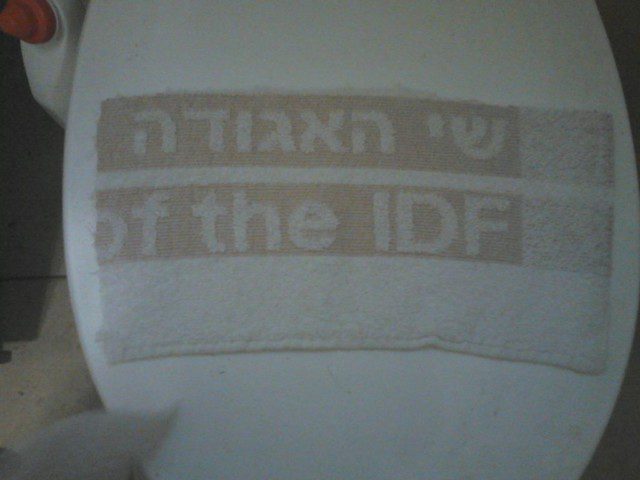 שי האגודה
of the IDF